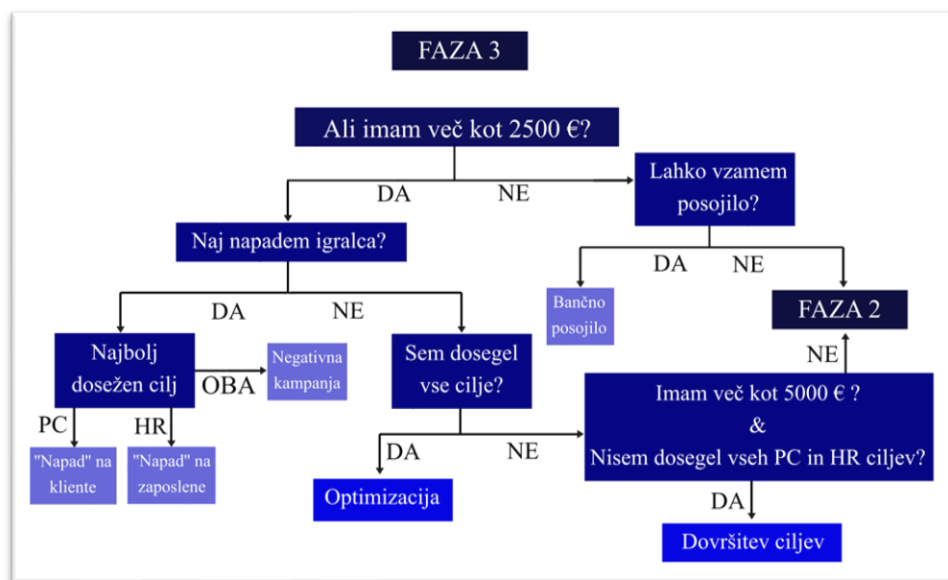 FAZA 3
Ali imam več kot 2500 €?
DA
NE
Lahko vzamem
posojilo?
Naj napadem igralca?
DA
NE
DA
NE
Bančno
posojilo
FAZA 2
Najbolj
dosežen cilj
OBA
Negativna
kampanja
Sem dosegel
vse cilje?
NE
Imam več kot 5000 € ?
&
Nisem dosegel vseh PC in HR ciljev?
PC
HR
"Napad" na
kliente
"Napad" na
zaposlene
DA
NE
Optimizacija
DA
Dovršitev ciljev